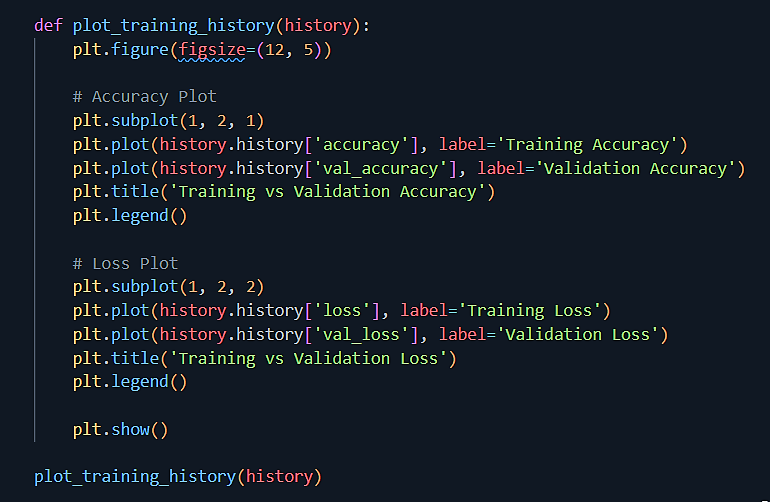 def plot_training_history(history):
    plt.figure(figsize=(12, 5))

    # Accuracy Plot
    plt.subplot(1, 2, 1)
    plt.plot(history.history['accuracy'], label='Training Accuracy')
    plt.plot(history.history['val_accuracy'], label='Validation Accuracy')
    plt.title('Training vs Validation Accuracy')
    plt.legend()

    # Loss Plot
    plt.subplot(1, 2, 2)
    plt.plot(history.history['loss'], label='Training Loss')
    plt.plot(history.history['val_loss'], label='Validation Loss')
    plt.title('Training vs Validation Loss')
    plt.legend()

    plt.show()

plot_training_history(history)